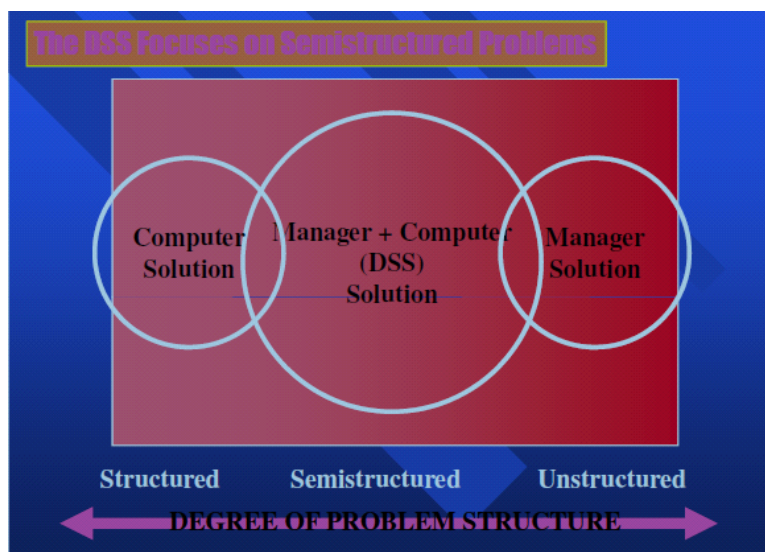 The DSS Focuses on Semistructured Problems
Computer
Solution
Manager + Computer
(DSS)
Solution
Manager
Solution
Structured
Semistructured
Unstructured
DEGREE OF PROBLEM STRUCTURE